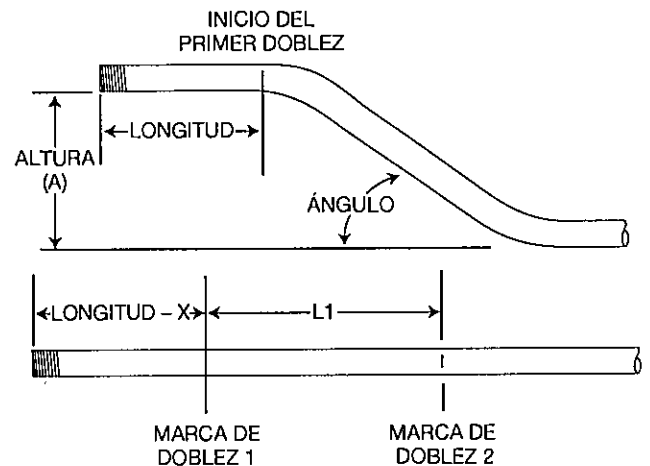 INICIO DEL
PRIMER DOBLEZ
LONGITUD
ALTURA
(A)
ÁNGULO
LONGITUD – X
L1
MARCA DE
DOBLEZ 1
MARCA DE
DOBLEZ 2